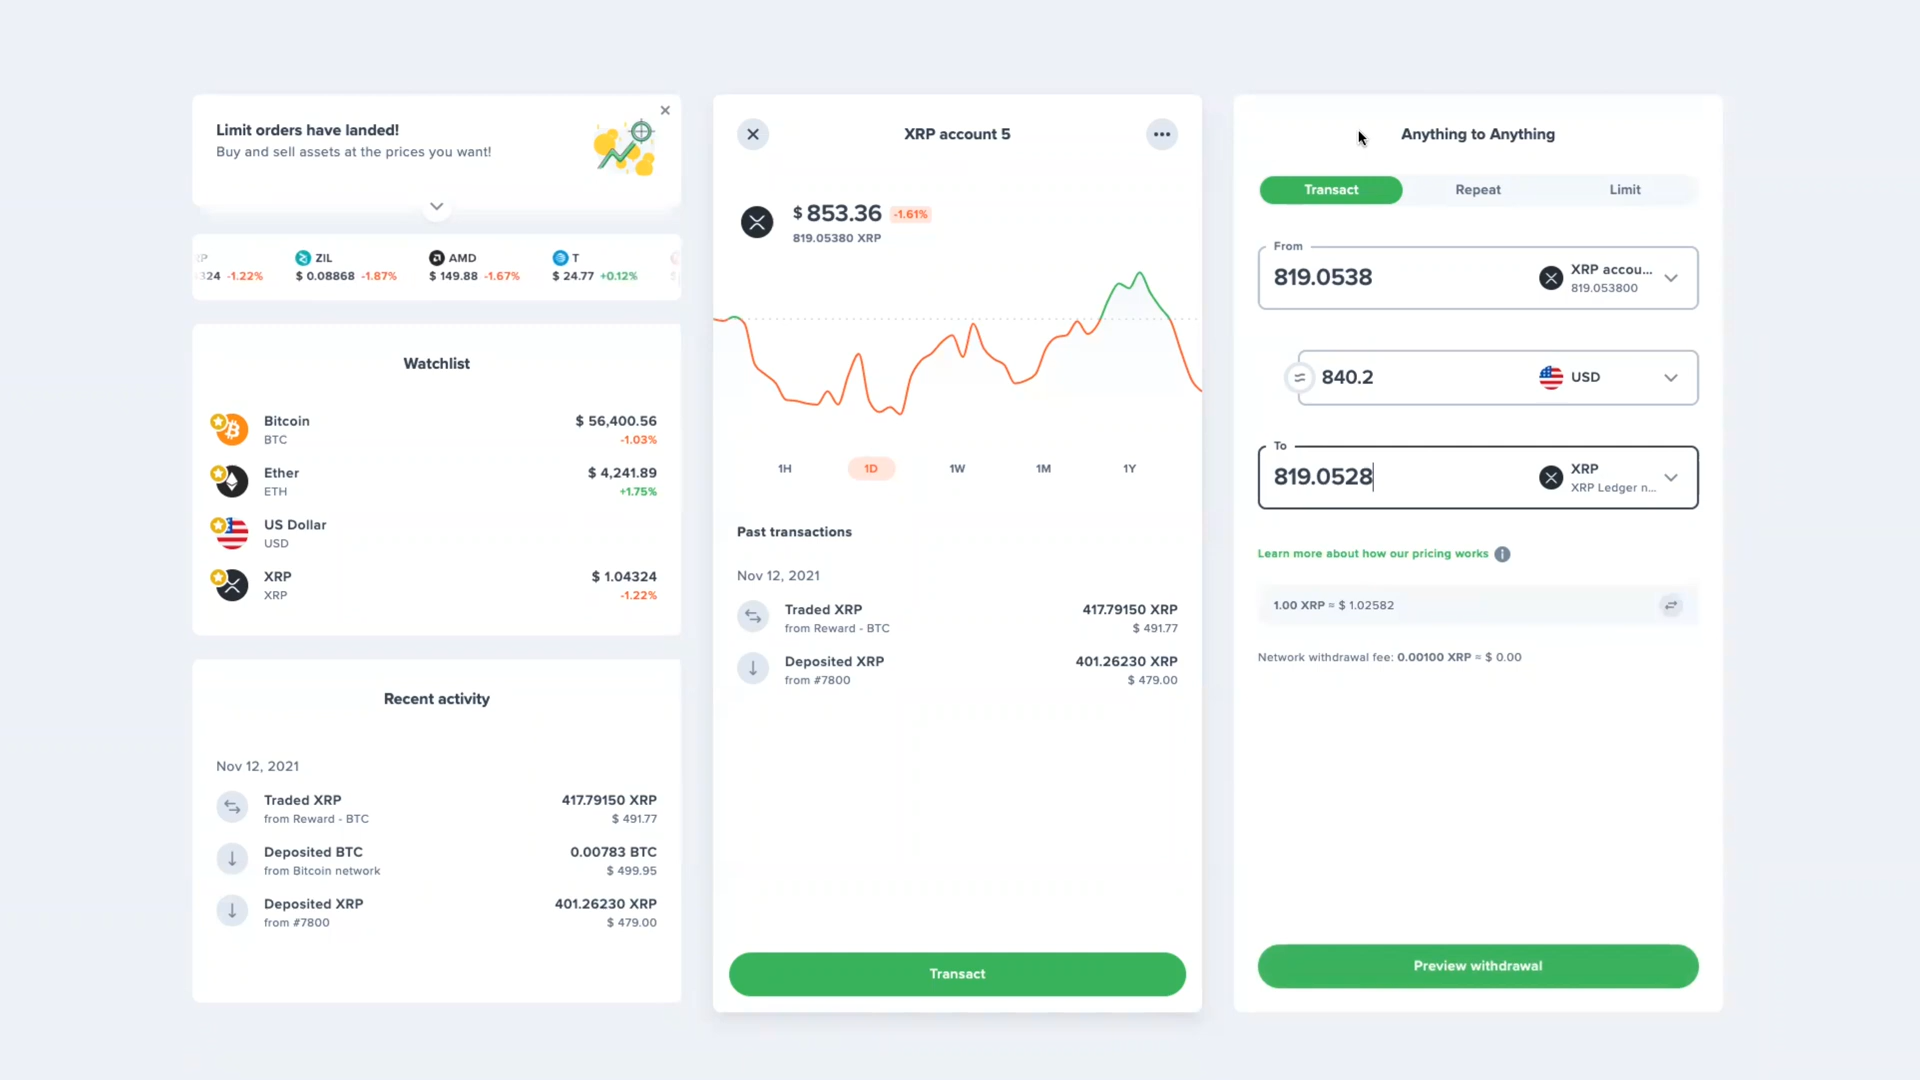 Limit orders have landed!
Buy and sell assets at the prices you want!
ZIL
AMD
T
324 -1.22%
$ 0.08868 -1.87%
$ 149.88 -1.67%
$ 24.77 +0.12%
Watchlist
Bitcoin
$ 56,400.56
BTC
-1.03%
Ether
$ 4,241.89
ETH
+1.75%
US Dollar
USD
XRP
$ 1.04324
XRP
-1.22%
Recent activity
Nov 12, 2021
Traded XRP
417.79150 XRP
from Reward - BTC
$ 491.77
Deposited BTC
0.00783 BTC
from Bitcoin network
$ 499.95
Deposited XRP
401.26230 XRP
from #7800
$ 479.00
XRP account 5
$ 853.36 -1.61%
819.05380 XRP
1H
1D
1W
1M
1Y
Past transactions
Nov 12, 2021
Traded XRP
417.79150 XRP
from Reward - BTC
$ 491.77
Deposited XRP
401.26230 XRP
from #7800
$ 479.00
Transact
Anything to Anything
Transact
Repeat
Limit
From
819.0538
XRP accou...
819.053800
≈ 840.2
USD
To
819.0528
XRP
XRP Ledger n...
Learn more about how our pricing works i
1.00 XRP ≈ $ 1.02582
Network withdrawal fee: 0.00100 XRP ≈ $ 0.00
Preview withdrawal